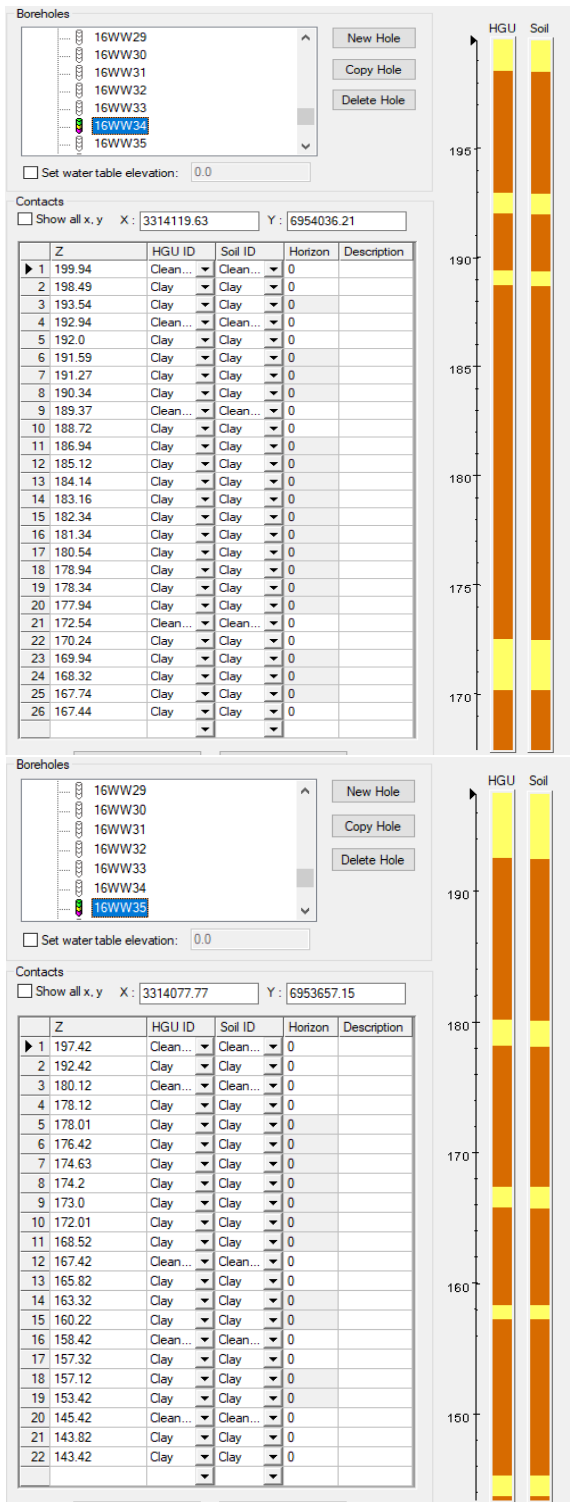 Boreholes
16WW29
16WW30
16WW31
16WW32
16WW33
16WW34
16WW35
New Hole
Copy Hole
Delete Hole
Set water table elevation: 0.0
Contacts
Show all x, y X : 3314119.63 Y : 6954036.21
Z HGU ID Soil ID Horizon Description
1 199.94 Clean... Clean... 0
2 198.49 Clay Clay 0
3 193.54 Clay Clay 0
4 192.94 Clean... Clean... 0
5 192.0 Clay Clay 0
6 191.59 Clay Clay 0
7 191.27 Clay Clay 0
8 190.34 Clay Clay 0
9 189.37 Clean... Clean... 0
10 188.72 Clay Clay 0
11 186.94 Clay Clay 0
12 185.12 Clay Clay 0
13 184.14 Clay Clay 0
14 183.16 Clay Clay 0
15 182.34 Clay Clay 0
16 181.34 Clay Clay 0
17 180.54 Clay Clay 0
18 178.94 Clay Clay 0
19 178.34 Clay Clay 0
20 177.94 Clay Clay 0
21 172.54 Clean... Clean... 0
22 170.24 Clay Clay 0
23 169.94 Clay Clay 0
24 168.32 Clay Clay 0
25 167.74 Clay Clay 0
26 167.44 Clay Clay 0
HGU Soil
195
190
185
180
175
170
Boreholes
16WW29
16WW30
16WW31
16WW32
16WW33
16WW34
16WW35
New Hole
Copy Hole
Delete Hole
Set water table elevation: 0.0
Contacts
Show all x, y X : 3314077.77 Y : 6953657.15
Z HGU ID Soil ID Horizon Description
1 197.42 Clean... Clean... 0
2 192.42 Clay Clay 0
3 180.12 Clean... Clean... 0
4 178.12 Clay Clay 0
5 178.01 Clay Clay 0
6 176.42 Clay Clay 0
7 174.63 Clay Clay 0
8 174.2 Clay Clay 0
9 173.0 Clay Clay 0
10 172.01 Clay Clay 0
11 168.52 Clay Clay 0
12 167.42 Clean... Clean... 0
13 165.82 Clay Clay 0
14 163.32 Clay Clay 0
15 160.22 Clay Clay 0
16 158.42 Clean... Clean... 0
17 157.32 Clay Clay 0
18 157.12 Clay Clay 0
19 153.42 Clay Clay 0
20 145.42 Clean... Clean... 0
21 143.82 Clay Clay 0
22 143.42 Clay Clay 0
HGU Soil
190
180
170
160
150